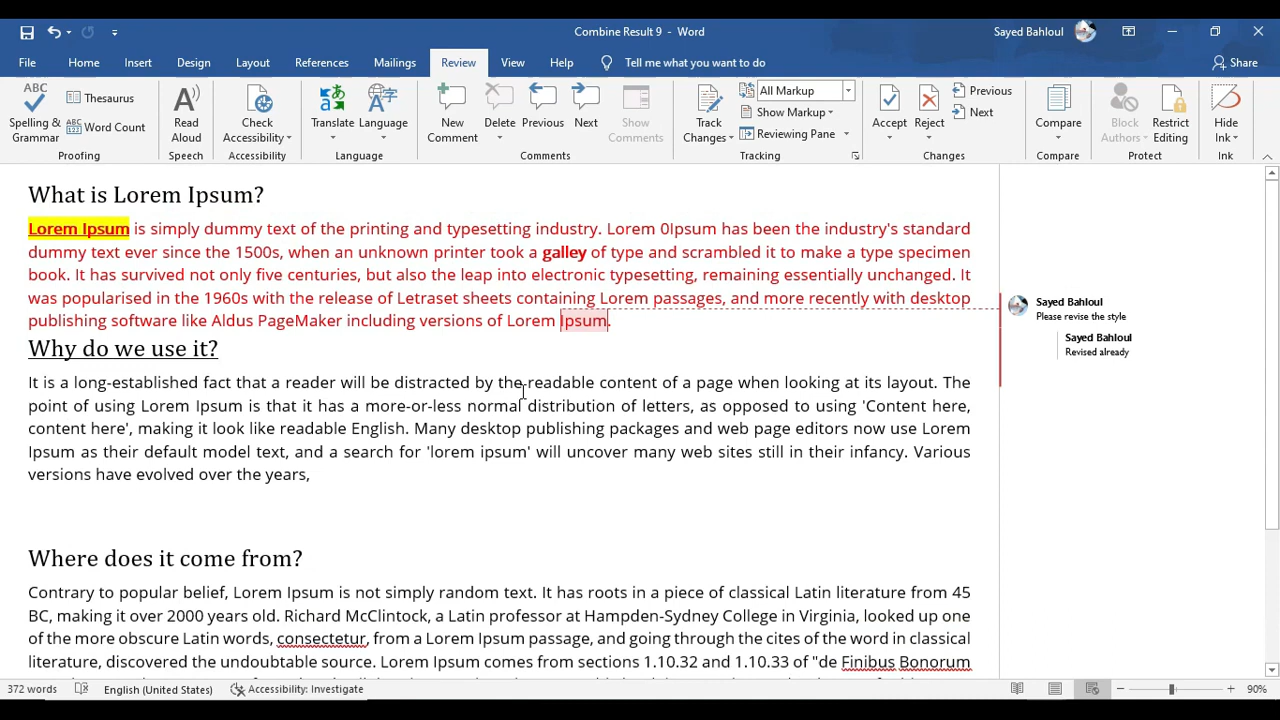 Combine Result 9 - Word
Sayed Bahloul
File Home Insert Design Layout References Mailings Review View Help Tell me what you want to do Share
ABC
Spelling & Grammar
Thesaurus
ABC 123 Word Count
Proofing
Read Aloud
Speech
Check Accessibility
Accessibility
Translate
Language
Language
New Comment
Delete
Previous
Next
Show Comments
Comments
Track Changes
All Markup
Show Markup
Reviewing Pane
Tracking
Accept
Reject
Previous
Next
Changes
Compare
Compare
Block Authors
Restrict Editing
Protect
Hide Ink
Ink
What is Lorem Ipsum?
Lorem Ipsum is simply dummy text of the printing and typesetting industry. Lorem 0Ipsum has been the industry's standard
dummy text ever since the 1500s, when an unknown printer took a galley of type and scrambled it to make a type specimen
book. It has survived not only five centuries, but also the leap into electronic typesetting, remaining essentially unchanged. It
was popularised in the 1960s with the release of Letraset sheets containing Lorem passages, and more recently with desktop
publishing software like Aldus PageMaker including versions of Lorem Ipsum.
Sayed Bahloul
Please revise the style
Sayed Bahloul
Revised already
Why do we use it?
It is a long-established fact that a reader will be distracted by the readable content of a page when looking at its layout. The
point of using Lorem Ipsum is that it has a more-or-less normal distribution of letters, as opposed to using 'Content here,
content here', making it look like readable English. Many desktop publishing packages and web page editors now use Lorem
Ipsum as their default model text, and a search for 'lorem ipsum' will uncover many web sites still in their infancy. Various
versions have evolved over the years,
Where does it come from?
Contrary to popular belief, Lorem Ipsum is not simply random text. It has roots in a piece of classical Latin literature from 45
BC, making it over 2000 years old. Richard McClintock, a Latin professor at Hampden-Sydney College in Virginia, looked up one
of the more obscure Latin words, consectetur, from a Lorem Ipsum passage, and going through the cites of the word in classical
literature, discovered the undoubtable source. Lorem Ipsum comes from sections 1.10.32 and 1.10.33 of "de Finibus Bonorum
372 words English (United States) Accessibility: Investigate 90%